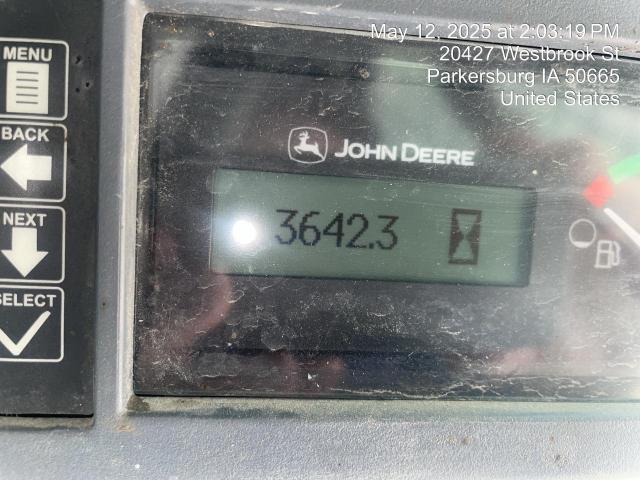 May 12, 2025 at 2:03:19 PM
20427 Westbrook St
Parkersburg IA 50665
United States
MENU
BACK
NEXT
SELECT
JOHN DEERE
3642.3